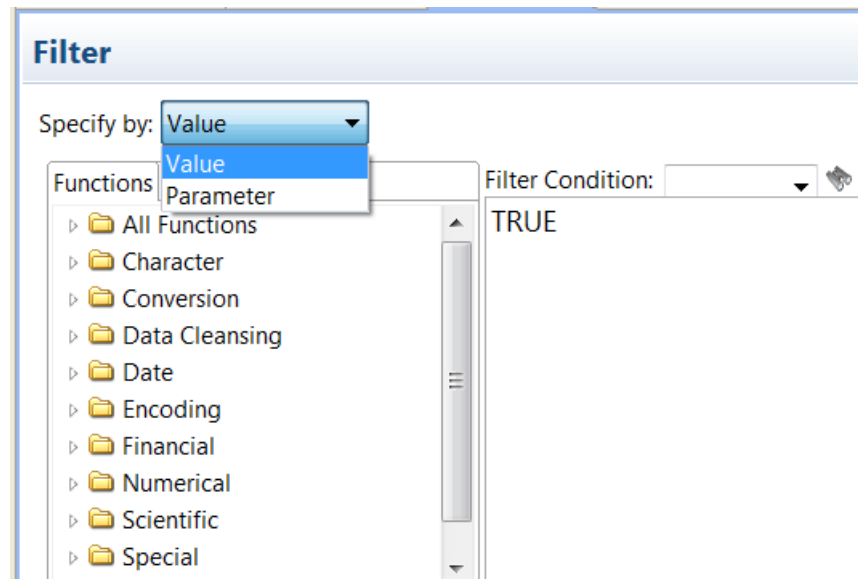 Filter
Specify by: Value
Value
Parameter
Functions
Filter Condition:
TRUE
All Functions
Character
Conversion
Data Cleansing
Date
Encoding
Financial
Numerical
Scientific
Special